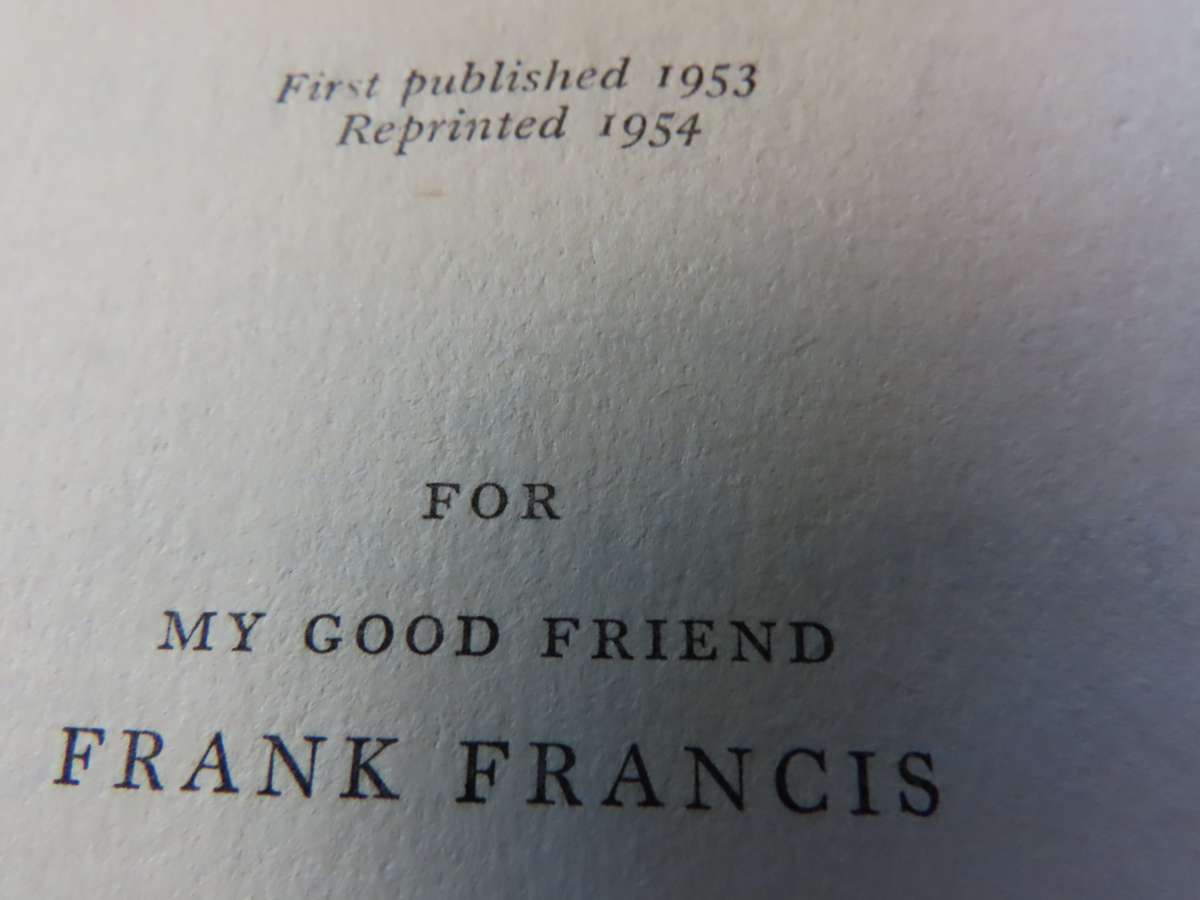 First published 1953
Reprinted 1954
FOR
MY GOOD FRIEND
FRANK FRANCIS